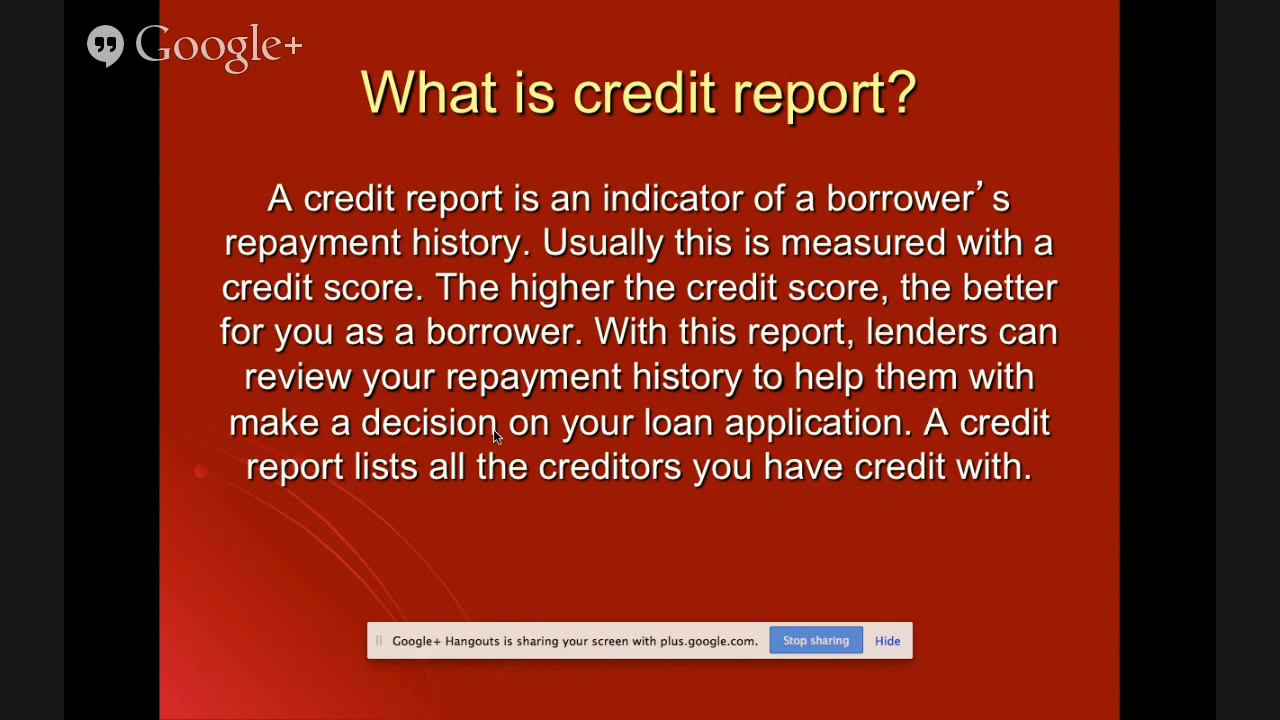 Google+
What is credit report?
A credit report is an indicator of a borrower’s
repayment history. Usually this is measured with a
credit score. The higher the credit score, the better
for you as a borrower. With this report, lenders can
review your repayment history to help them with
make a decision on your loan application. A credit
report lists all the creditors you have credit with.
Google+ Hangouts is sharing your screen with plus.google.com. Stop sharing Hide